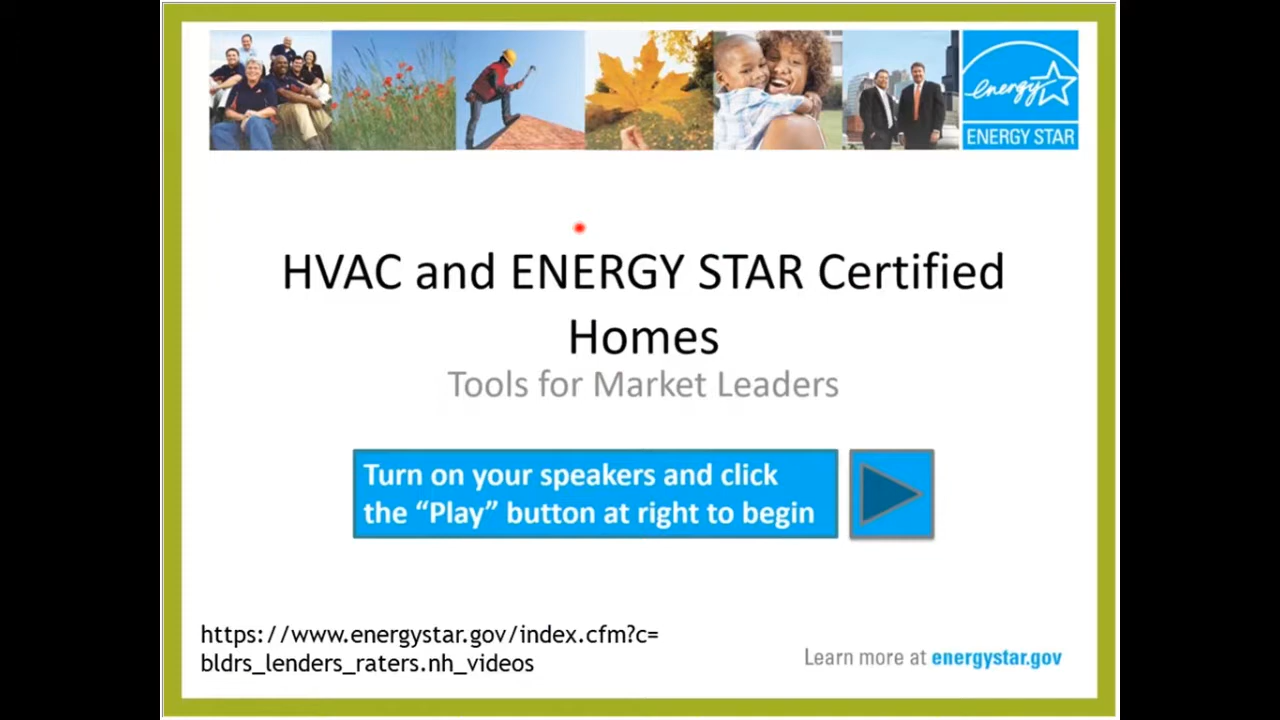 energy
ENERGY STAR
HVAC and ENERGY STAR Certified
Homes
Tools for Market Leaders
Turn on your speakers and click
the “Play” button at right to begin
https://www.energystar.gov/index.cfm?c=
bldrs_lenders_raters.nh_videos
Learn more at energystar.gov